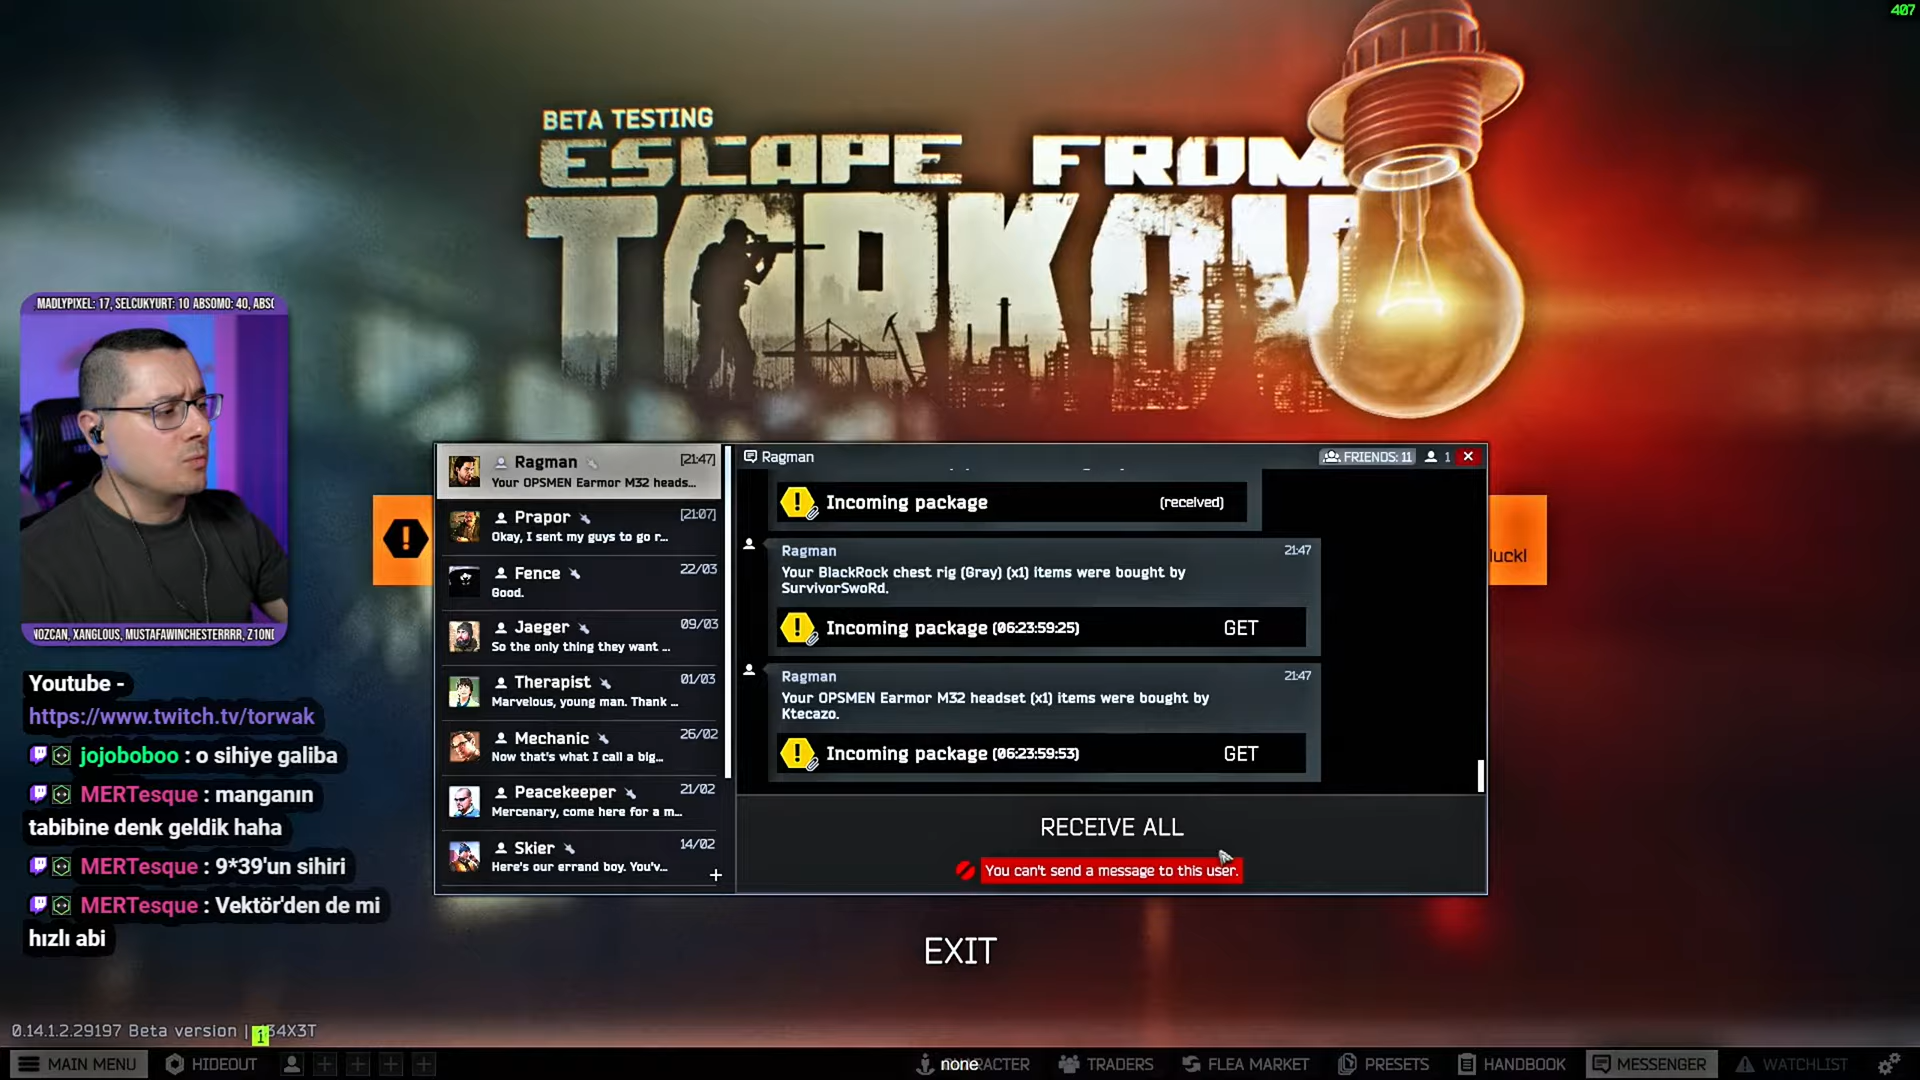 407
BETA TESTING
ESCAPE FROM
TARKOV
MADLYPIXEL: 17, SELCUKYURT: 10 ABSOMO: 40,
XANGLOUS, MUSTAFAWINCHESTERRRR,
Youtube -
https://www.twitch.tv/torwak
jojoboboo : o sihiye galiba
MERTesque : manganın
tabibine denk geldik haha
MERTesque : 9*39'un sihiri
MERTesque : Vektör'den de mi
hızlı abi
Ragman [21:47]
Your OPSMEN Earmor M32 heads...
Prapor [21:07]
Okay, I sent my guys to go r...
Fence 22/03
Good.
Jaeger 09/03
So the only thing they want ...
Therapist 01/03
Marvelous, young man. Thank ...
Mechanic 26/02
Now that's what I call a big...
Peacekeeper 21/02
Mercenary, come here for a m...
Skier 14/02
Here's our errand boy. You'v...
+
Ragman FRIENDS: 11 1
Incoming package (received)
Ragman 21:47
Your BlackRock chest rig (Gray) (x1) items were bought by
SurvivorSwoRd.
Incoming package (06:23:59:25) GET
Ragman 21:47
Your OPSMEN Earmor M32 headset (x1) items were bought by
Ktecazo.
Incoming package (06:23:59:53) GET
RECEIVE ALL
You can't send a message to this user.
luck!
EXIT
0.14.1.2.29197 Beta version |
MAIN MENU HIDEOUT none TRADERS FLEA MARKET PRESETS HANDBOOK MESSENGER WATCHLIST